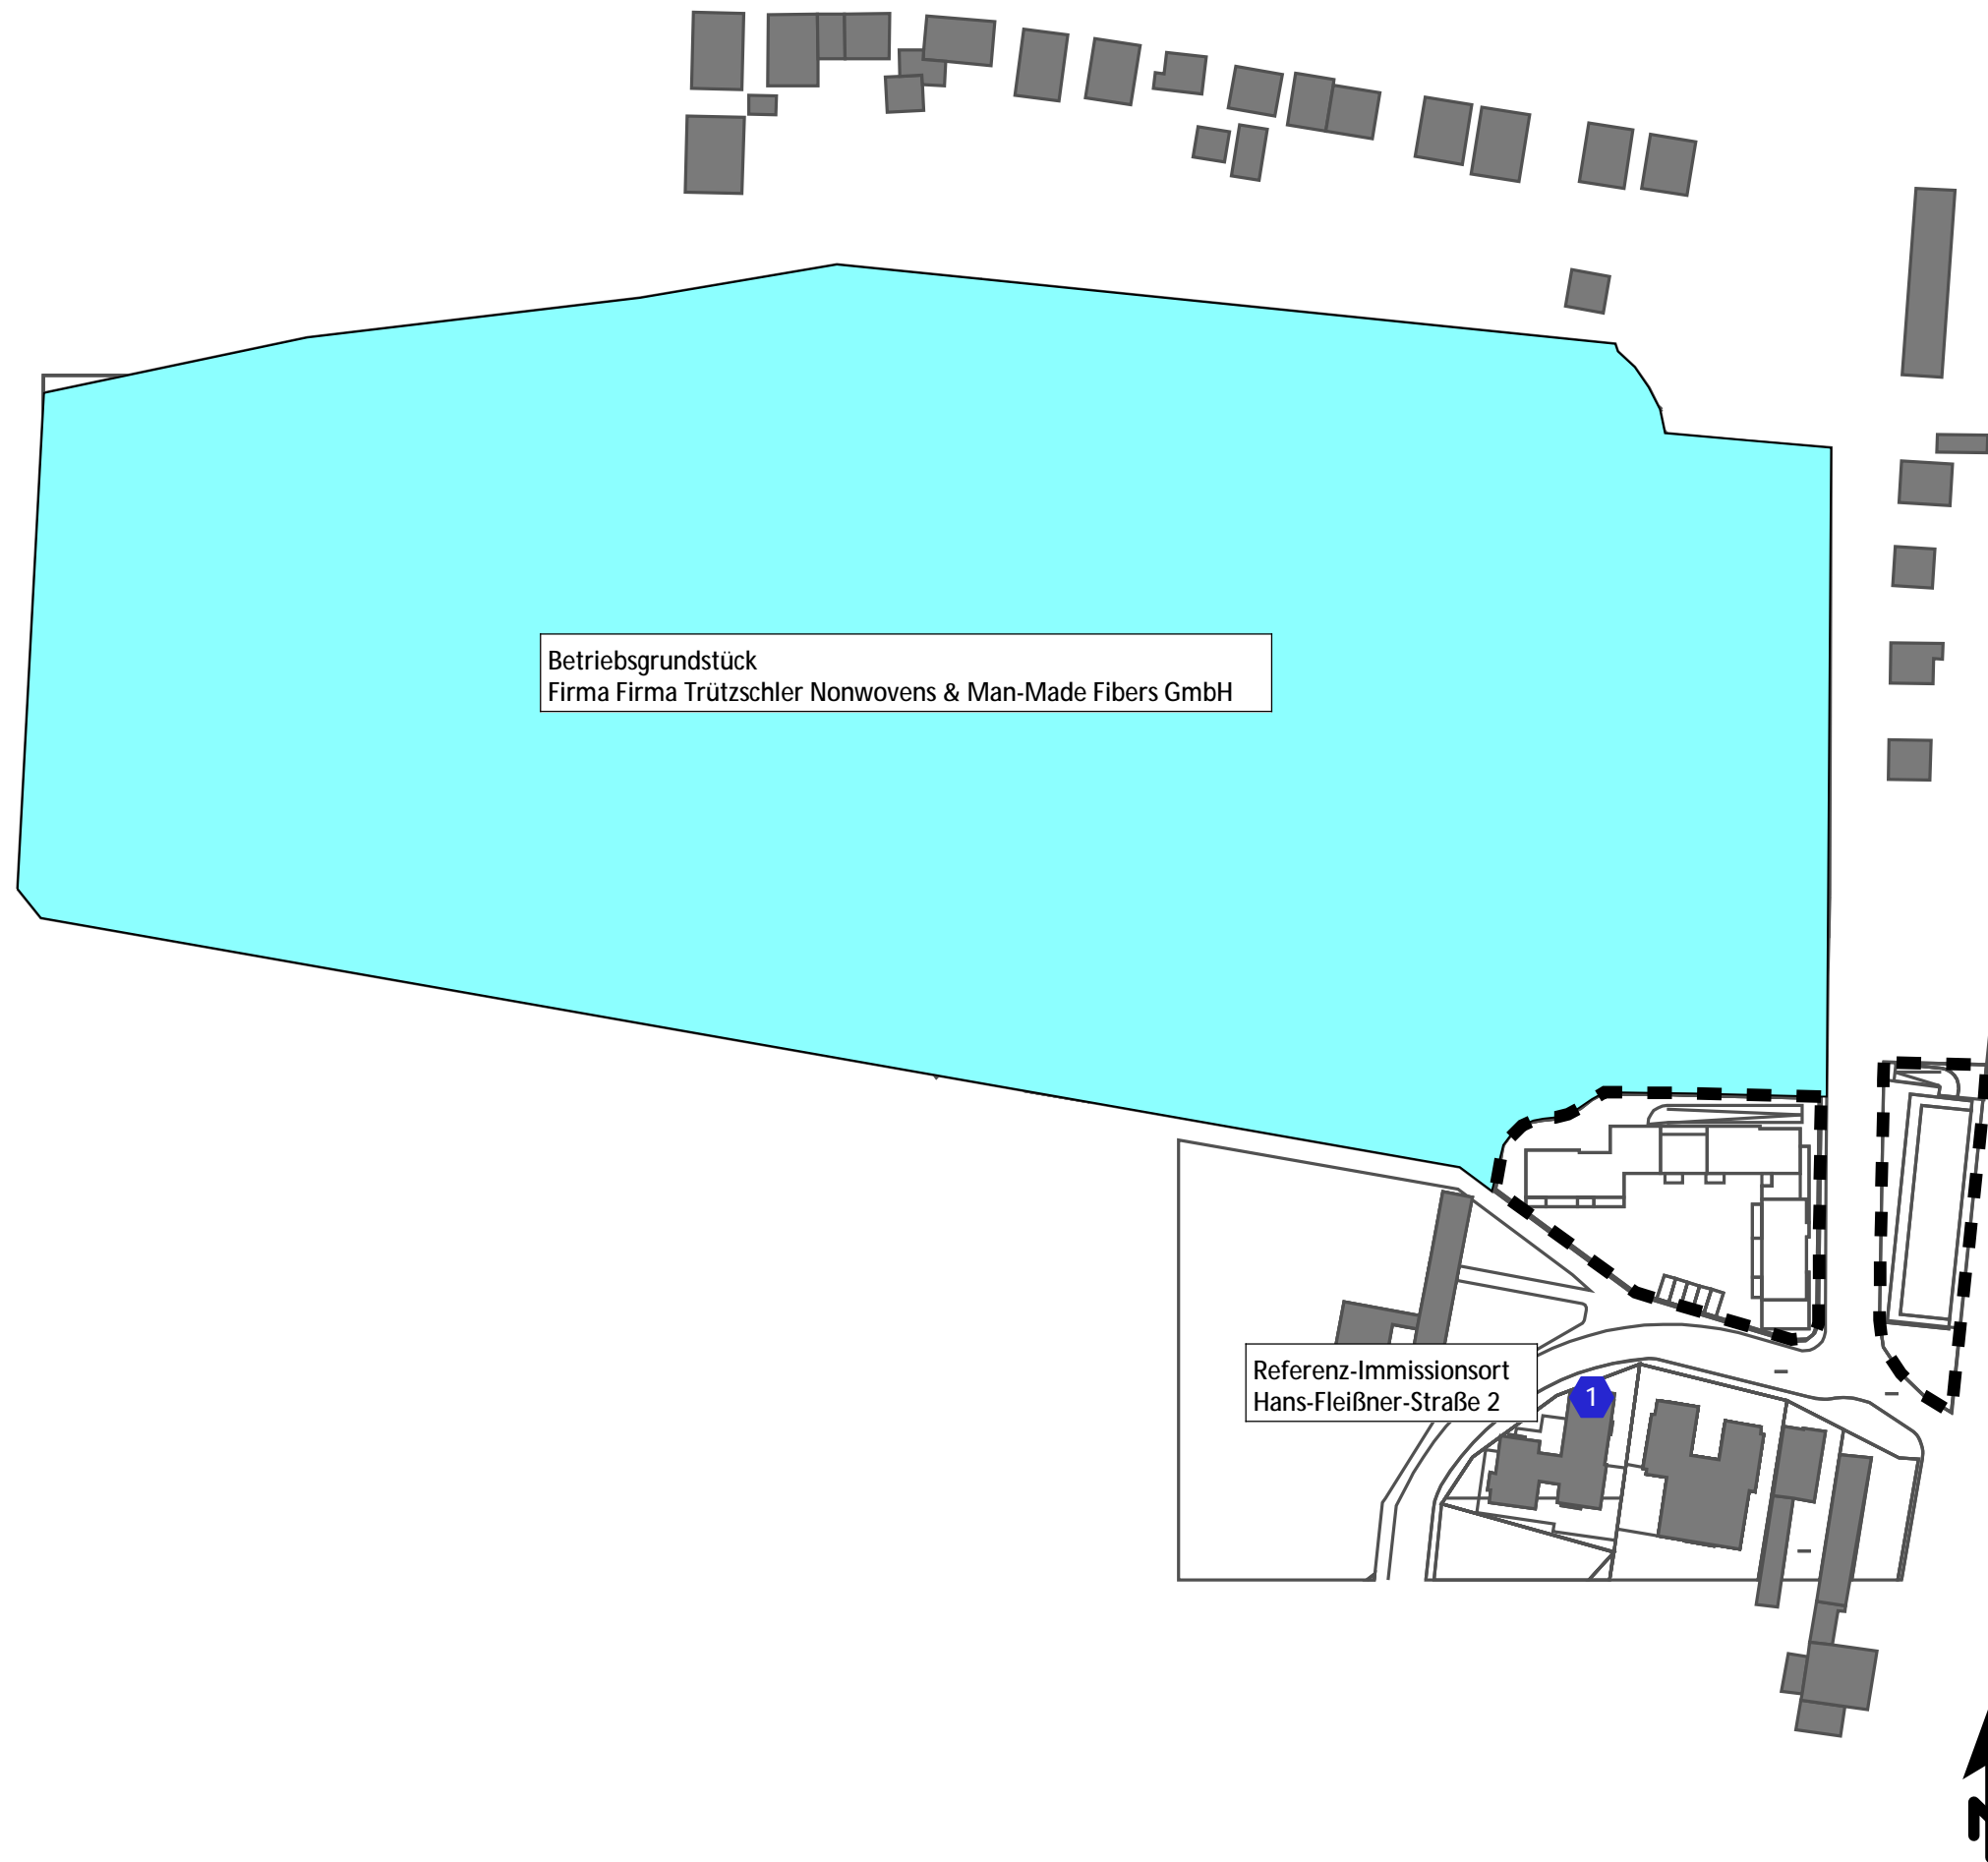 Betriebsgrundstück
Firma Firma Trützschler Nonwovens & Man-Made Fibers GmbH
Referenz-Immissionsort
Hans-Fleißner-Straße 2
1